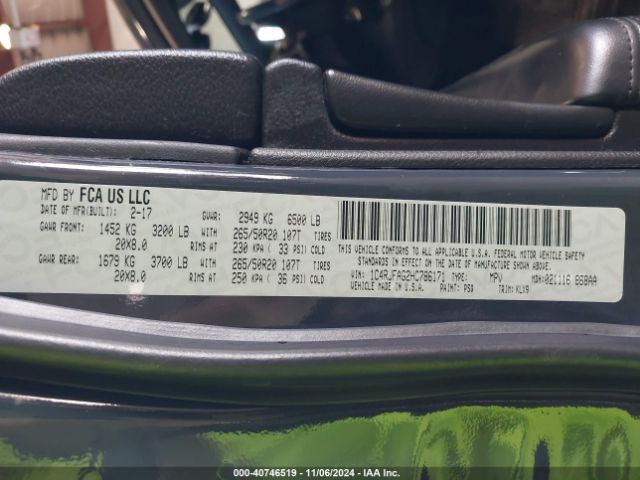 MFD BY FCA US LLC
DATE OF MFR(BUILT): 2-17 GVWR: 2949 KG 6500 LB
GAWR FRONT: 1452 KG 3200 LB WITH 265/50R20 107T TIRES
20X8.0 RIMS AT 230 KPA ( 33 PSI) COLD
GAWR REAR: 1679 KG 3700 LB WITH 265/50R20 107T TIRES
20X8.0 RIMS AT 250 KPA ( 36 PSI) COLD
THIS VEHICLE CONFORMS TO ALL APPLICABLE U.S.A. FEDERAL MOTOR VEHICLE SAFETY
STANDARDS IN EFFECT ON THE DATE OF MANUFACTURE SHOWN ABOVE.
VIN: 1C4RJFAG2HC786171 TYPE: MPV MDH: 021116 668AA
VEHICLE MADE IN U.S.A. PAINT: PS8 TRIM: KLX9
000-40746519 - 11/06/2024 - IAA Inc.